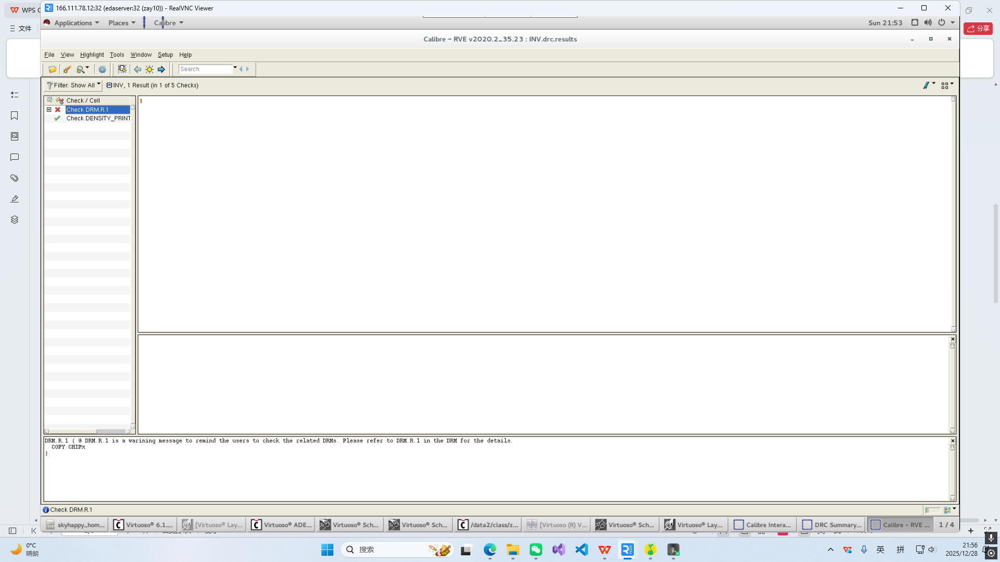 WPS
166.111.78.12:32 (edaserver:32 (zay10)) - RealVNC Viewer
Applications Places Calibre Sun 21:53
文件 分享
Calibre - RVE v2020.2_35.23 : INV.drc.results
File View Highlight Tools Window Setup Help
Search
Filter: Show All INV, 1 Result (in 1 of 5 Checks)
Check / Cell
1
Check DRM.R.1
Check DENSITY_PRINT
DRM.R.1 { @ DRM.R.1 is a varining message to remind the users to check the related DRMs. Please refer to DRM.R.1 in the DRM for the details.
COPY CHIPx
}
Check DRM.R.1
skyhappy_hom... Virtuoso® 6.1.... [Virtuoso® Lay... Virtuoso® ADE... Virtuoso® Sch... Virtuoso® Sch... /data2/class/z... [Virtuoso (R) V... Virtuoso® Sch... Virtuoso® Lay... Calibre Intera... DRC Summary... Calibre - RVE ... 1 / 4
0°C
晴朗
搜索
英 拼
21:56
2025/12/28